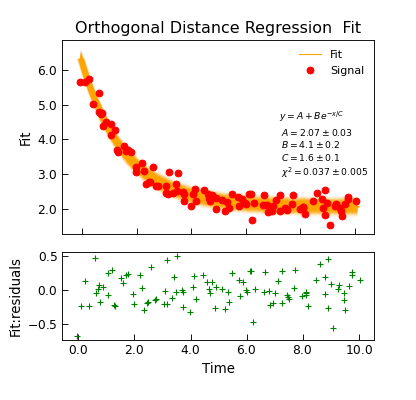 Orthogonal Distance Regression  Fit
Fit
Signal
y = A + Be^{-x/C}
A = 2.07 ± 0.03
B = 4.1 ± 0.2
C = 1.6 ± 0.1
χ² = 0.037 ± 0.005
Fit
6.0
5.0
4.0
3.0
2.0
Fit:residuals
0.5
0.0
−0.5
0.0 2.0 4.0 6.0 8.0 10.0
Time